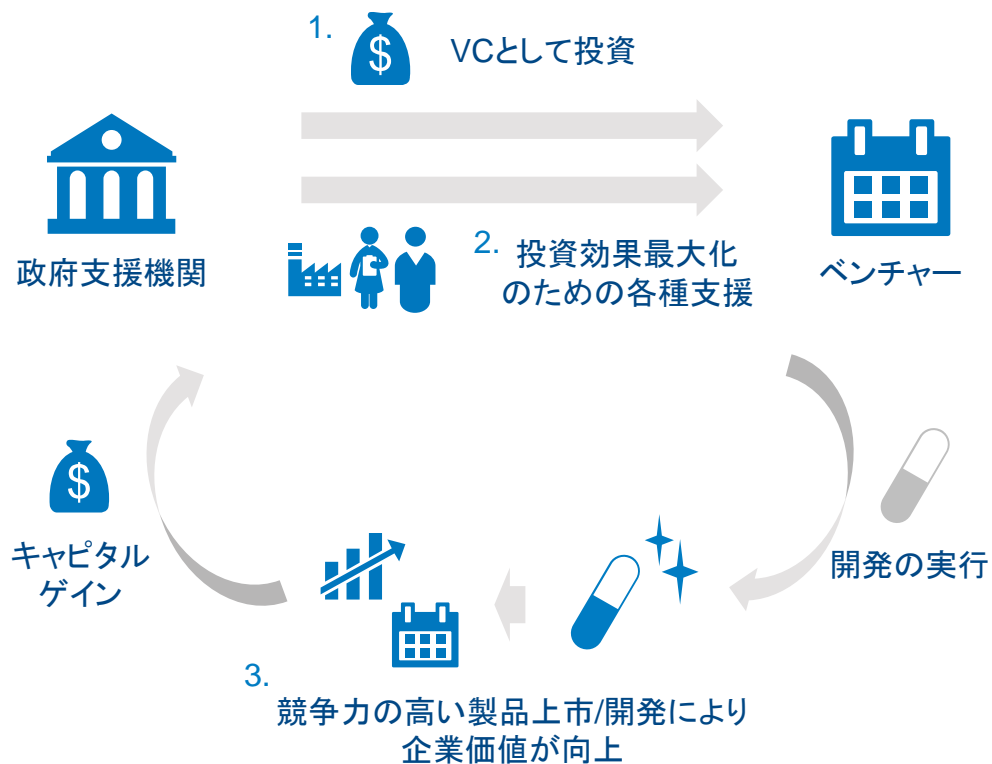 1.
$
VCとして投資
政府支援機関
2. 投資効果最大化
のための各種支援
ベンチャー
$
キャピタル
ゲイン
開発の実行
3.
競争力の高い製品上市/開発により
企業価値が向上